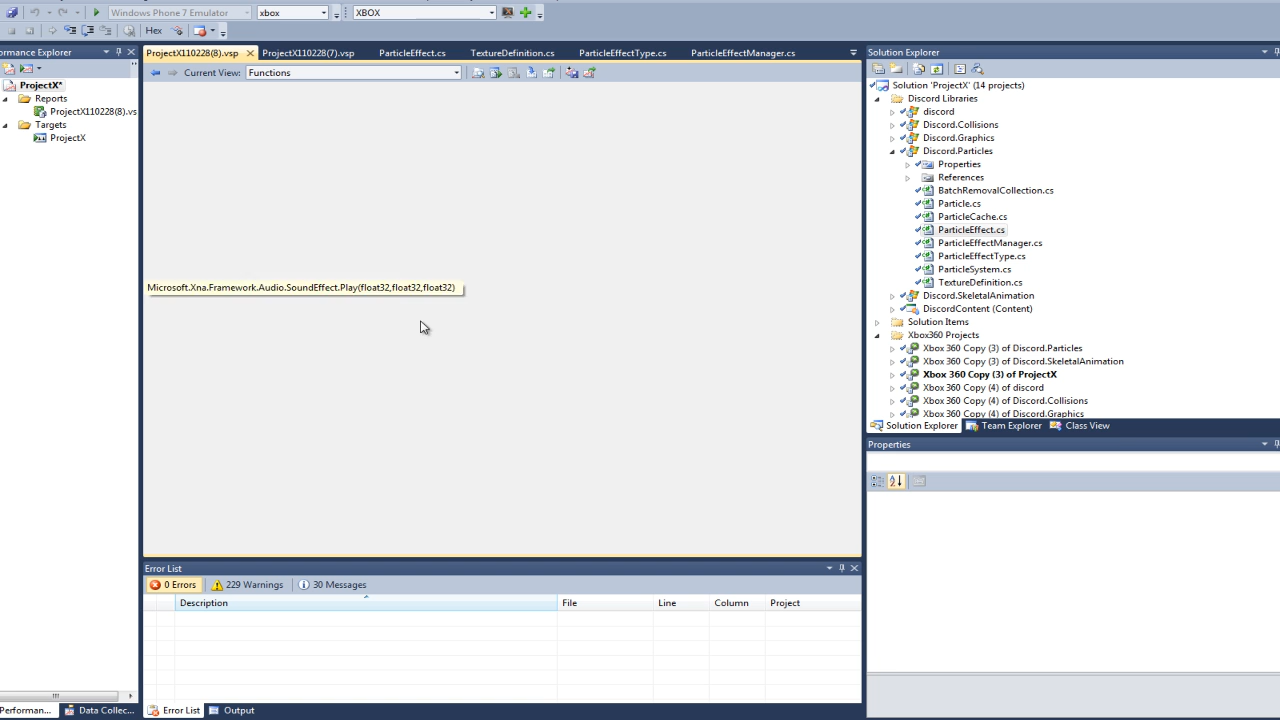 Windows Phone 7 Emulator
xbox
XBOX
Hex
ormance Explorer
ProjectX110228(8).vsp
ProjectX110228(7).vsp
ParticleEffect.cs
TextureDefinition.cs
ParticleEffectType.cs
ParticleEffectManager.cs
Solution Explorer
Current View:
Functions
ProjectX*
Reports
ProjectX110228(8).vs
Targets
ProjectX
Solution 'ProjectX' (14 projects)
Discord Libraries
discord
Discord.Collisions
Discord.Graphics
Discord.Particles
Properties
References
BatchRemovalCollection.cs
Particle.cs
ParticleCache.cs
ParticleEffect.cs
ParticleEffectManager.cs
ParticleEffectType.cs
ParticleSystem.cs
TextureDefinition.cs
Discord.SkeletalAnimation
DiscordContent (Content)
Solution Items
Xbox360 Projects
Xbox 360 Copy (3) of Discord.Particles
Xbox 360 Copy (3) of Discord.SkeletalAnimation
Xbox 360 Copy (3) of ProjectX
Xbox 360 Copy (4) of discord
Xbox 360 Copy (4) of Discord.Collisions
Xbox 360 Copy (4) of Discord.Graphics
Solution Explorer
Team Explorer
Class View
Properties
Microsoft.Xna.Framework.Audio.SoundEffect.Play(float32,float32,float32)
Error List
0 Errors
229 Warnings
30 Messages
Description
File
Line
Column
Project
Performan...
Data Collec...
Error List
Output